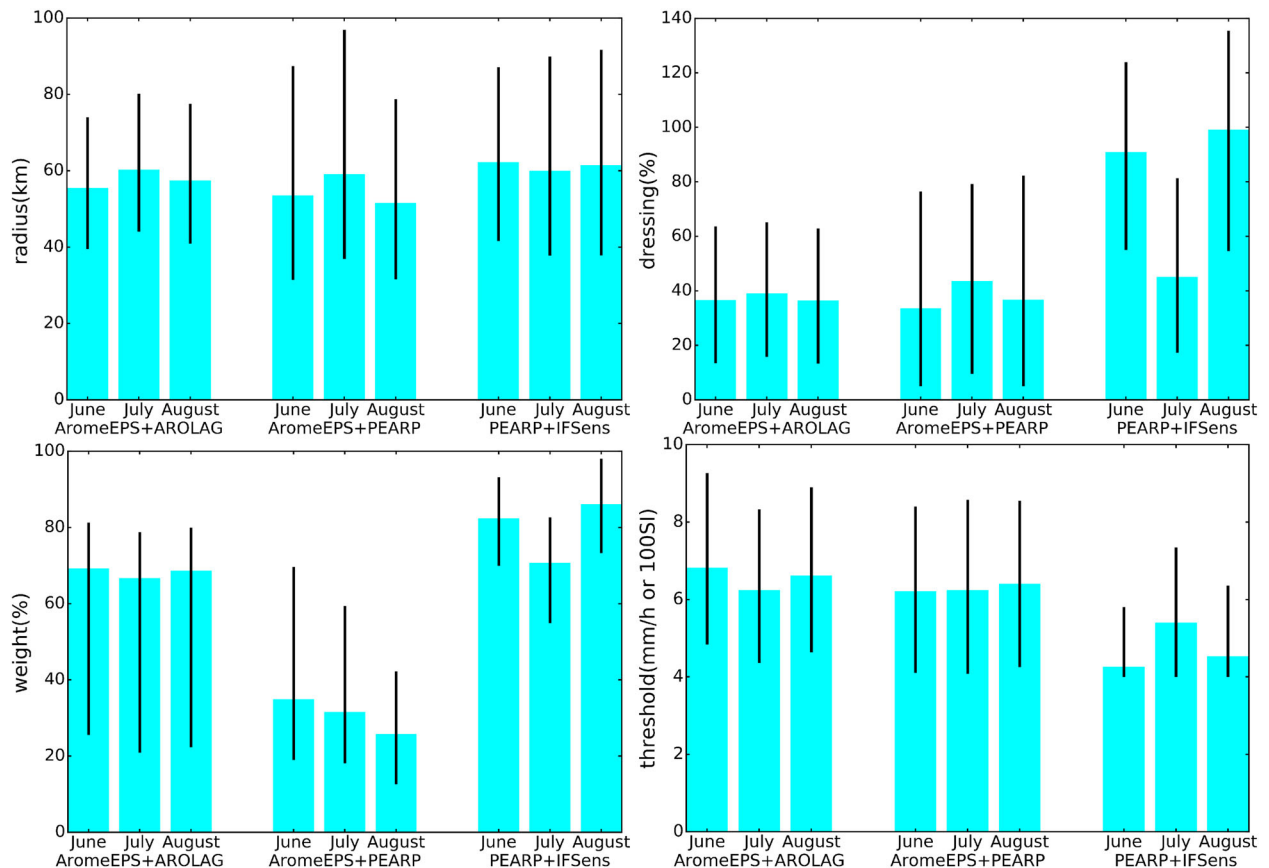 100
80
60
40
20
0
radius(km)
June July August June July August June July August
AromeEPS+AROLAG AromeEPS+PEARP PEARP+IFSens
140
120
100
80
60
40
20
0
dressing(%)
June July August June July August June July August
AromeEPS+AROLAG AromeEPS+PEARP PEARP+IFSens
100
80
60
40
20
0
weight(%)
June July August June July August June July August
AromeEPS+AROLAG AromeEPS+PEARP PEARP+IFSens
10
8
6
4
2
0
threshold(mm/h or 100SI)
June July August June July August June July August
AromeEPS+AROLAG AromeEPS+PEARP PEARP+IFSens